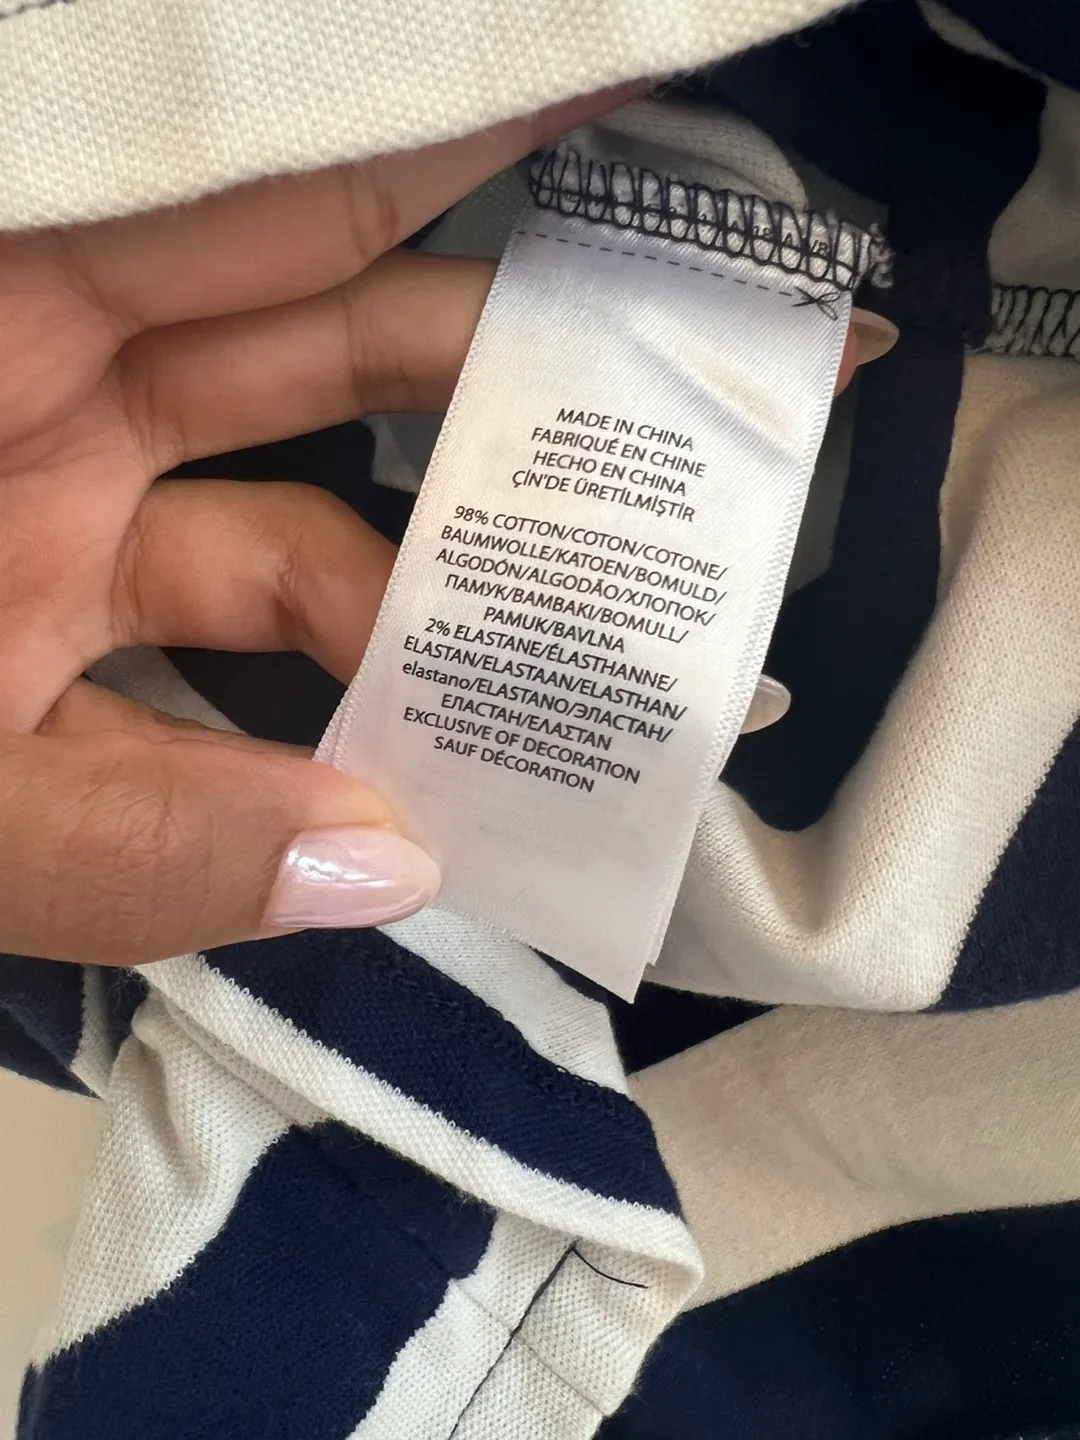 MADE IN CHINA
FABRIQUÉ EN CHINE
HECHO EN CHINA
ÇİN'DE ÜRETİLMİŞTİR
98% COTTON/COTON/COTONE/
BAUMWOLLE/KATOEN/BOMULD/
ALGODÓN/ALGODÃO/ХЛОПОК/
ПАМУК/ΒΑΜΒΑΚΙ/BOMULL/
PAMUK/BAVLNA
2% ELASTANE/ÉLASTHANNE/
ELASTAN/ELASTAAN/ELASTHAN/
elastano/ELASTANO/ЭЛАСТАН/
ЕЛАСТАН/ΕΛΑΣΤΑΝ
EXCLUSIVE OF DECORATION
SAUF DÉCORATION